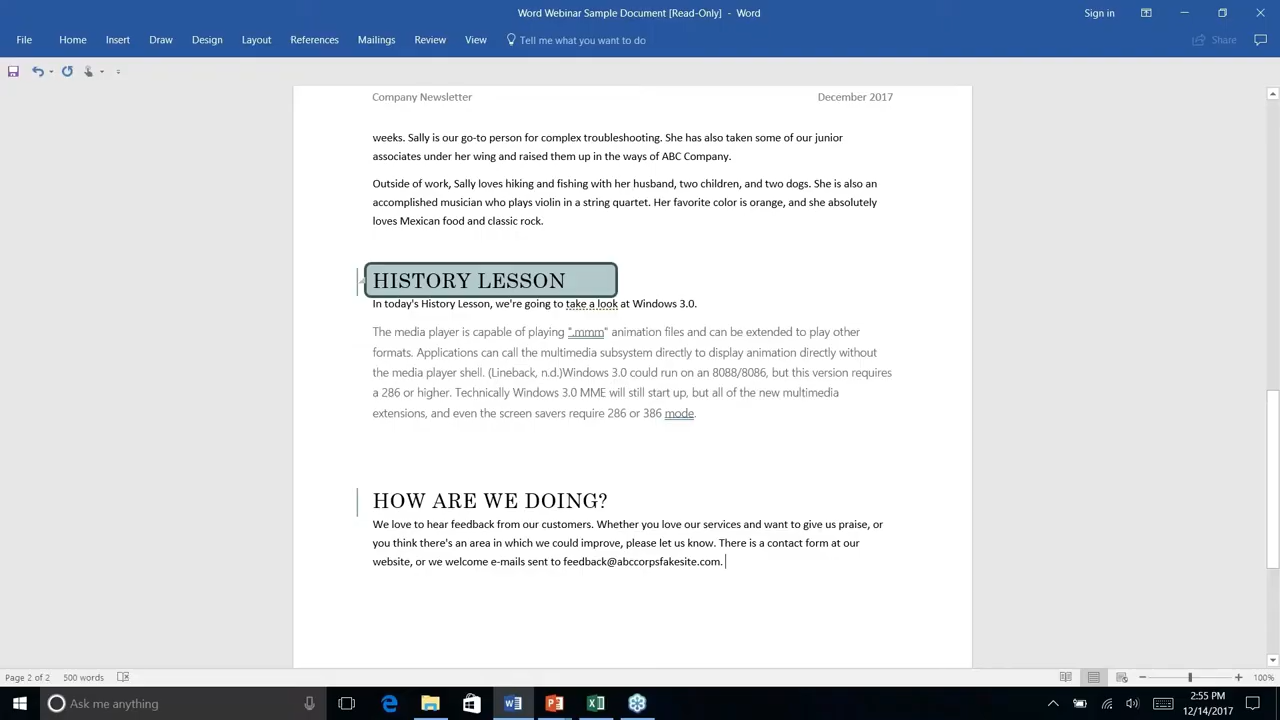 Word Webinar Sample Document [Read-Only] - Word
Sign in
File Home Insert Draw Design Layout References Mailings Review View Tell me what you want to do Share
Company Newsletter December 2017
weeks. Sally is our go-to person for complex troubleshooting. She has also taken some of our junior
associates under her wing and raised them up in the ways of ABC Company.
Outside of work, Sally loves hiking and fishing with her husband, two children, and two dogs. She is also an
accomplished musician who plays violin in a string quartet. Her favorite color is orange, and she absolutely
loves Mexican food and classic rock.
HISTORY LESSON
In today's History Lesson, we're going to take a look at Windows 3.0.
The media player is capable of playing ".mmm" animation files and can be extended to play other
formats. Applications can call the multimedia subsystem directly to display animation directly without
the media player shell. (Lineback, n.d.)Windows 3.0 could run on an 8088/8086, but this version requires
a 286 or higher. Technically Windows 3.0 MME will still start up, but all of the new multimedia
extensions, and even the screen savers require 286 or 386 mode.
HOW ARE WE DOING?
We love to hear feedback from our customers. Whether you love our services and want to give us praise, or
you think there's an area in which we could improve, please let us know. There is a contact form at our
website, or we welcome e-mails sent to feedback@abccorpsfakesite.com.
Page 2 of 2 500 words 100%
Ask me anything
2:55 PM
12/14/2017